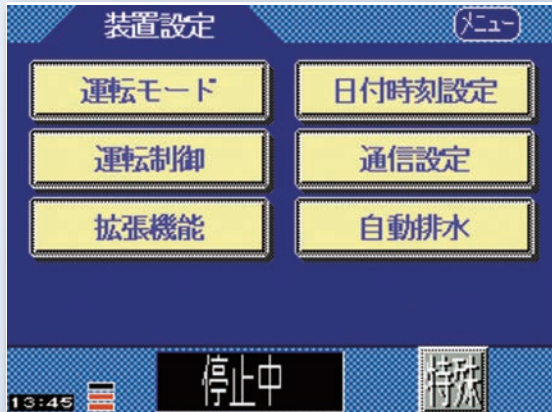 装置設定 メニュー
運転モード 日付時刻設定
運転制御 通信設定
拡張機能 自動排水
13:45 停止中 特殊